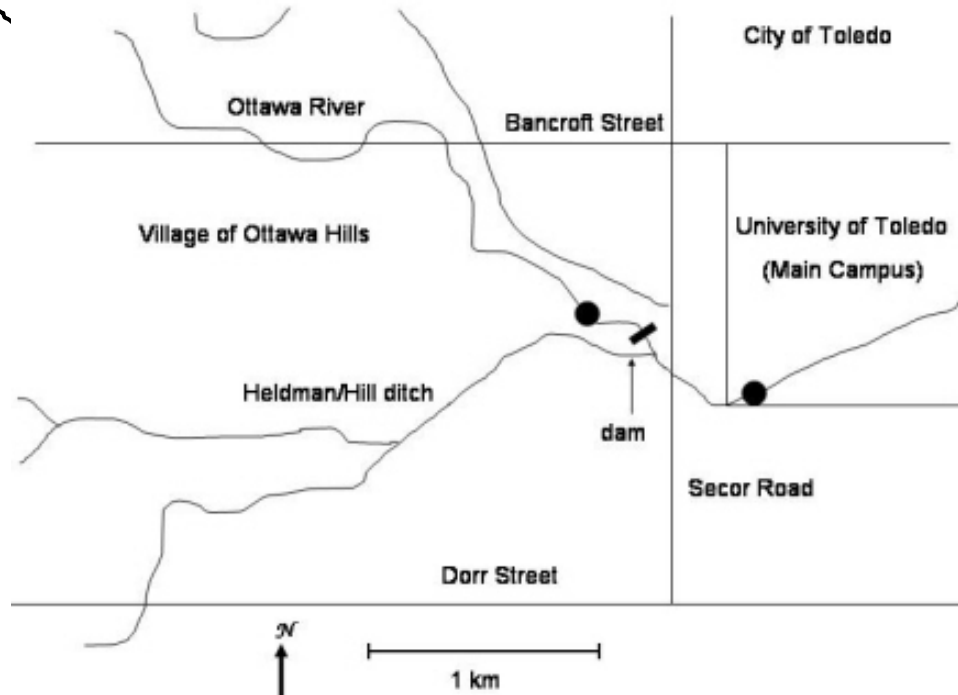 City of Toledo
Ottawa River
Bancroft Street
Village of Ottawa Hills
University of Toledo
(Main Campus)
Heldman/Hill ditch
dam
Secor Road
Dorr Street
N
1 km